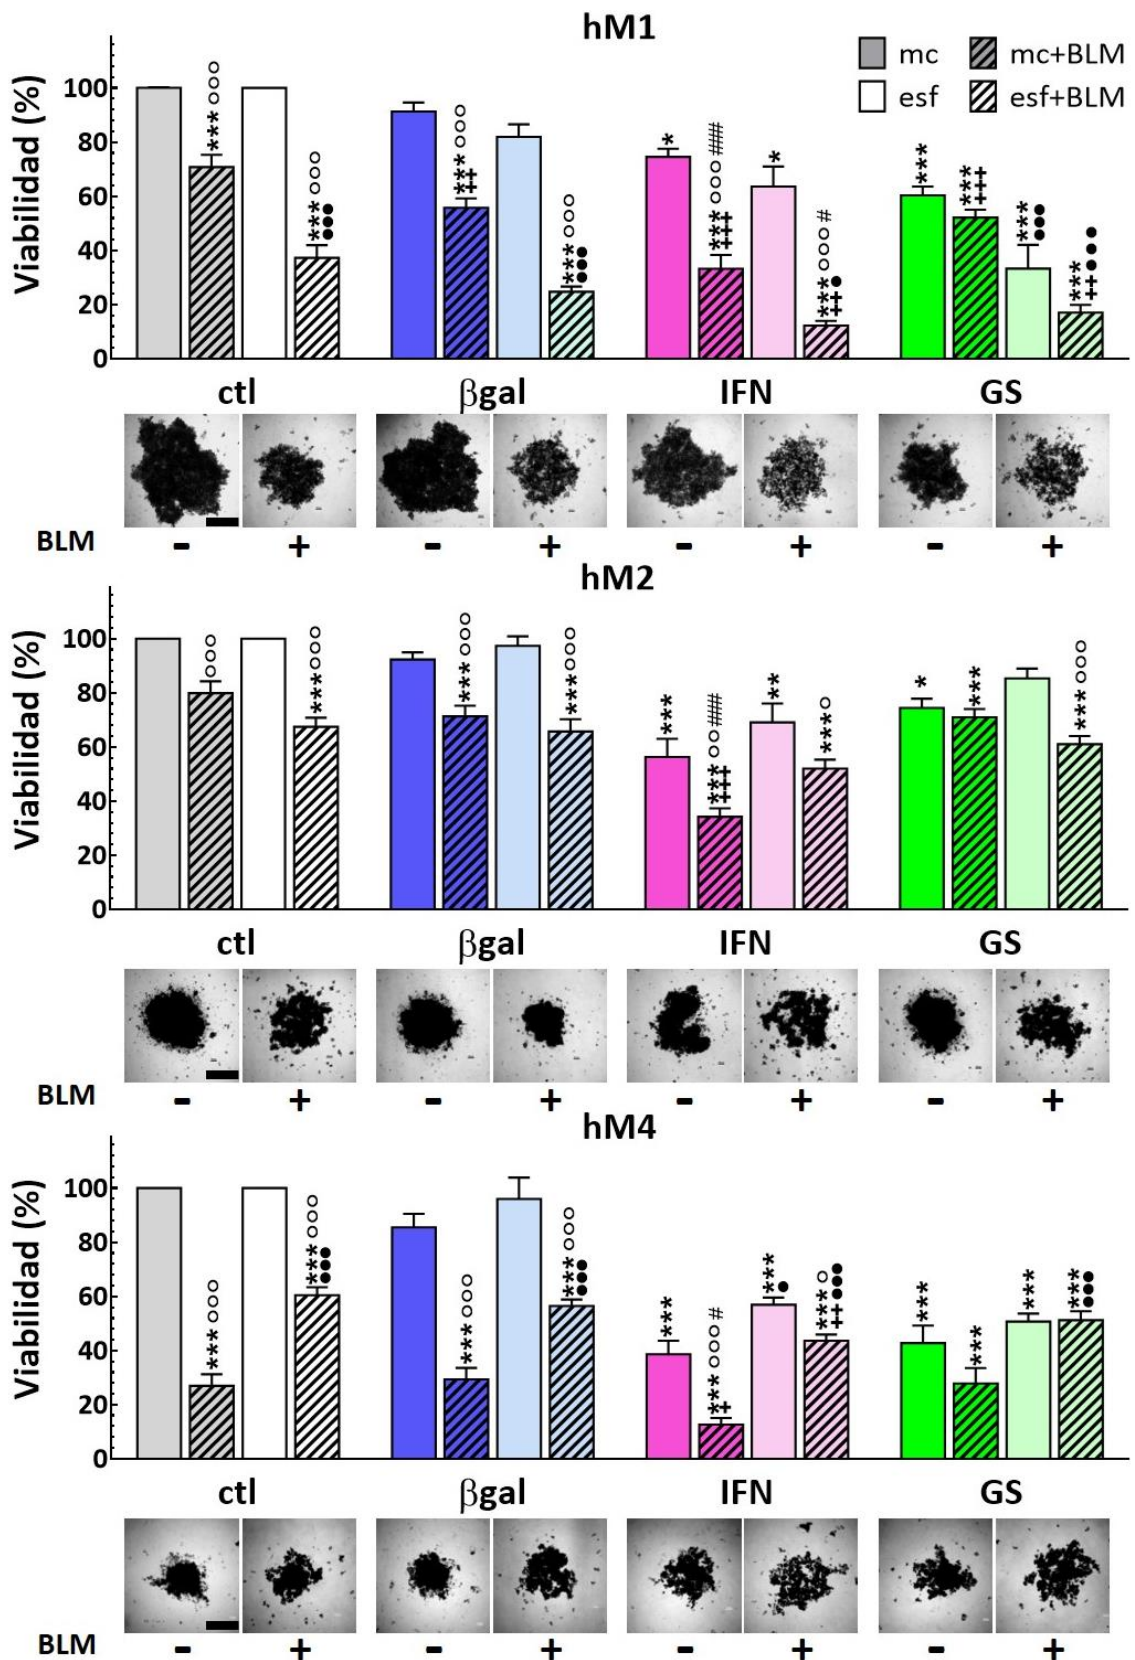 hM1
mc mc+BLM
esf esf+BLM
Viabilidad (%)
100
80
60
40
20
0
ctl βgal IFN GS
BLM - + - + - + - +
hM2
Viabilidad (%)
100
80
60
40
20
0
ctl βgal IFN GS
BLM - + - + - + - +
hM4
Viabilidad (%)
100
80
60
40
20
0
ctl βgal IFN GS
BLM - + - + - + - +